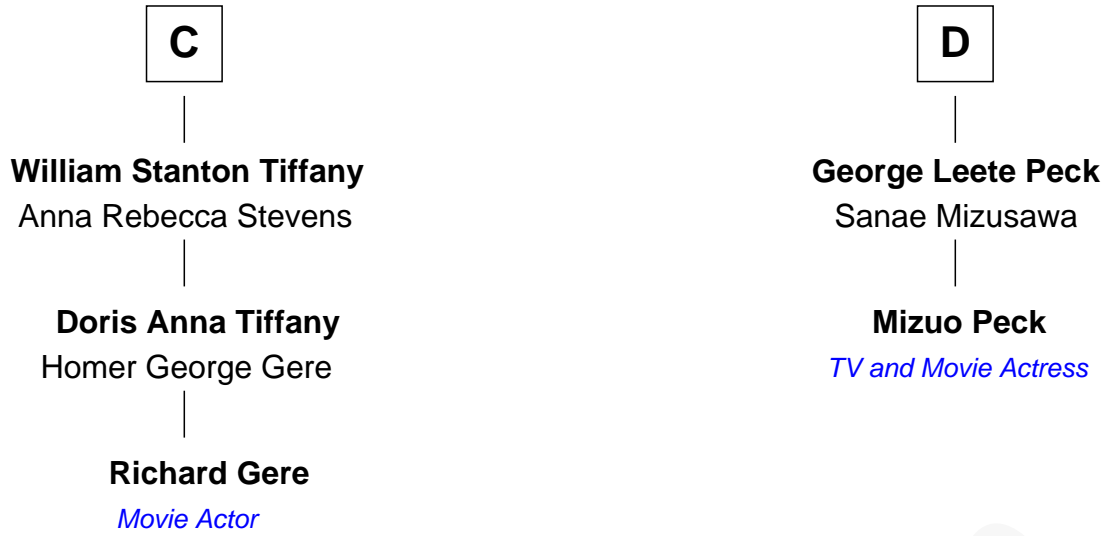 C
William Stanton Tiffany
Anna Rebecca Stevens
Doris Anna Tiffany
Homer George Gere
Richard Gere
Movie Actor
D
George Leete Peck
Sanae Mizusawa
Mizuo Peck
TV and Movie Actress